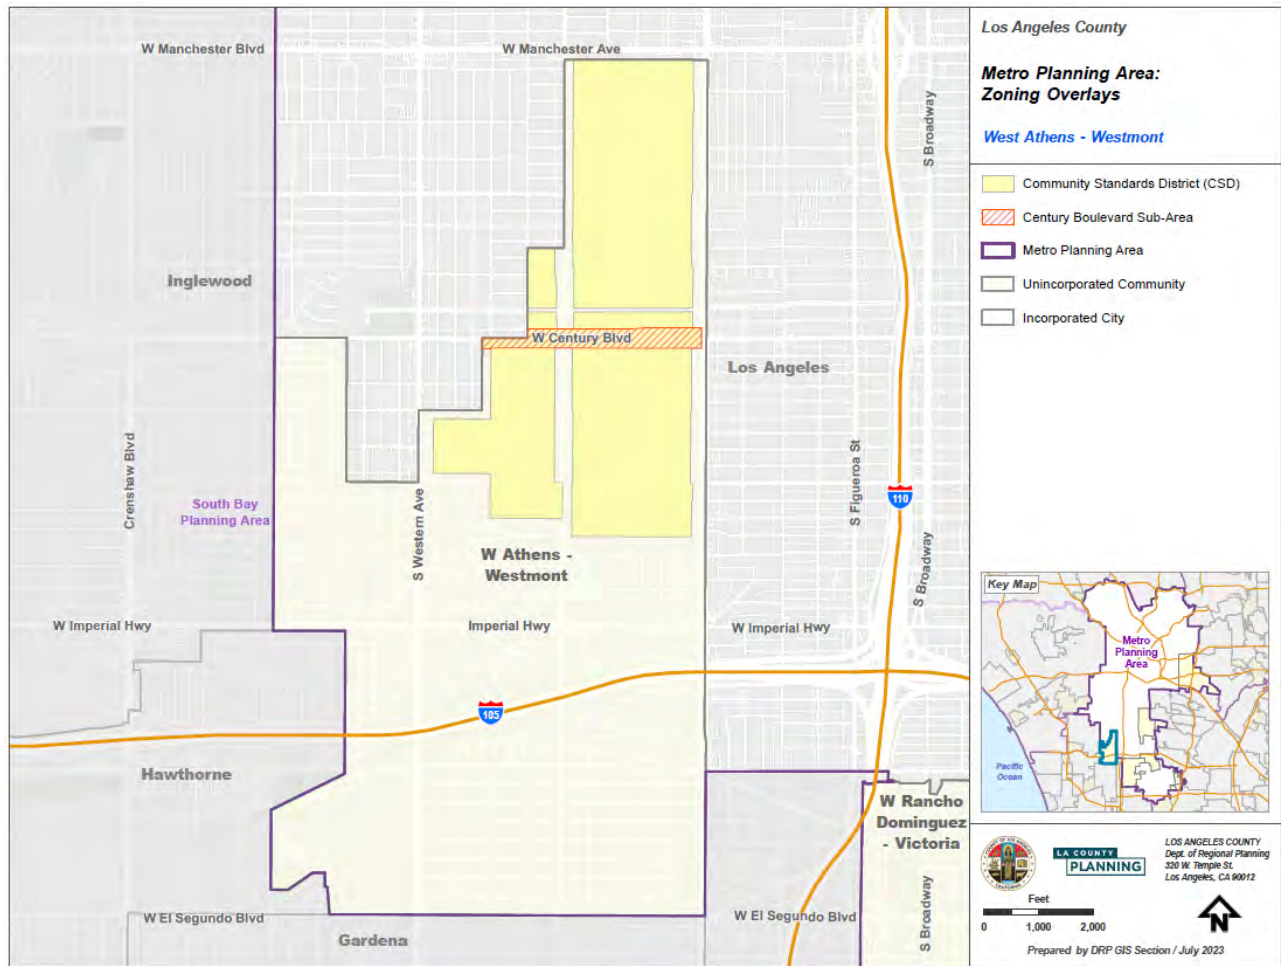 W Manchester Blvd
W Manchester Ave
S Broadway
Inglewood
W Century Blvd
Los Angeles
Crenshaw Blvd
South Bay
Planning Area
S Western Ave
S Figueroa St
110
W Athens -
Westmont
S Broadway
W Imperial Hwy
Imperial Hwy
W Imperial Hwy
105
Hawthorne
W Rancho
Dominguez
- Victoria
W El Segundo Blvd
W El Segundo Blvd
S Broadway
Gardena
Los Angeles County
Metro Planning Area:
Zoning Overlays
West Athens - Westmont
Community Standards District (CSD)
Century Boulevard Sub-Area
Metro Planning Area
Unincorporated Community
Incorporated City
Key Map
Metro
Planning
Area
Pacific
Ocean
LA COUNTY
PLANNING
LOS ANGELES COUNTY
Dept. of Regional Planning
320 W. Temple St.
Los Angeles, CA 90012
Feet
0 1,000 2,000
N
Prepared by DRP GIS Section / July 2023